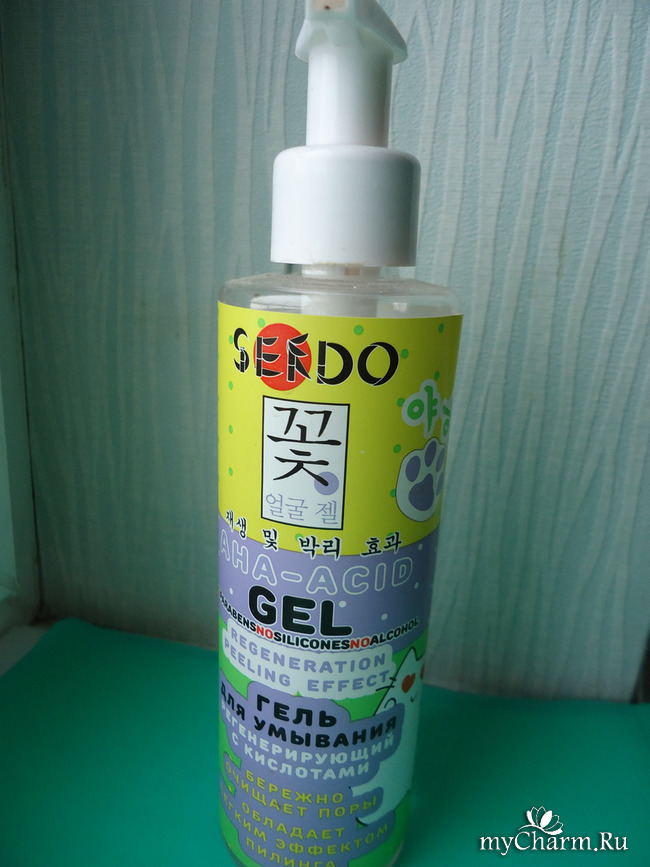 SENDO
꽃
얼굴 젤
재생 및 박리 효과
AHA-ACID
GEL
PARABENS NO SILICONES NO ALCOHOL
REGENERATION
PEELING EFFECT
ГЕЛЬ
ДЛЯ УМЫВАНИЯ
РЕГЕНЕРИРУЮЩИЙ
С КИСЛОТАМИ
БЕРЕЖНО
ОЧИЩАЕТ ПОРЫ
ОБЛАДАЕТ
ЛЕГКИМ ЭФФЕКТОМ
ПИЛИНГА
myCharm.Ru